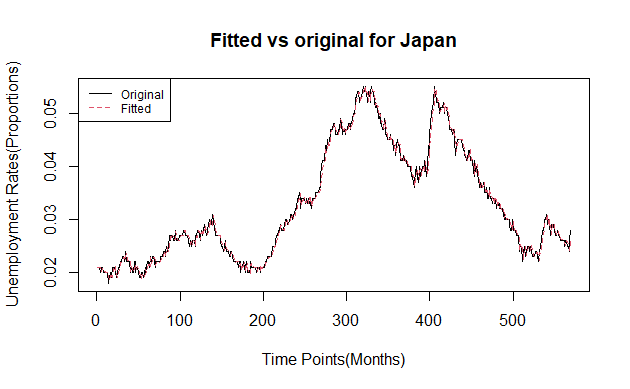 Fitted vs original for Japan
Original
Fitted
Unemployment Rates(Proportions)
0.05
0.04
0.03
0.02
0 100 200 300 400 500
Time Points(Months)